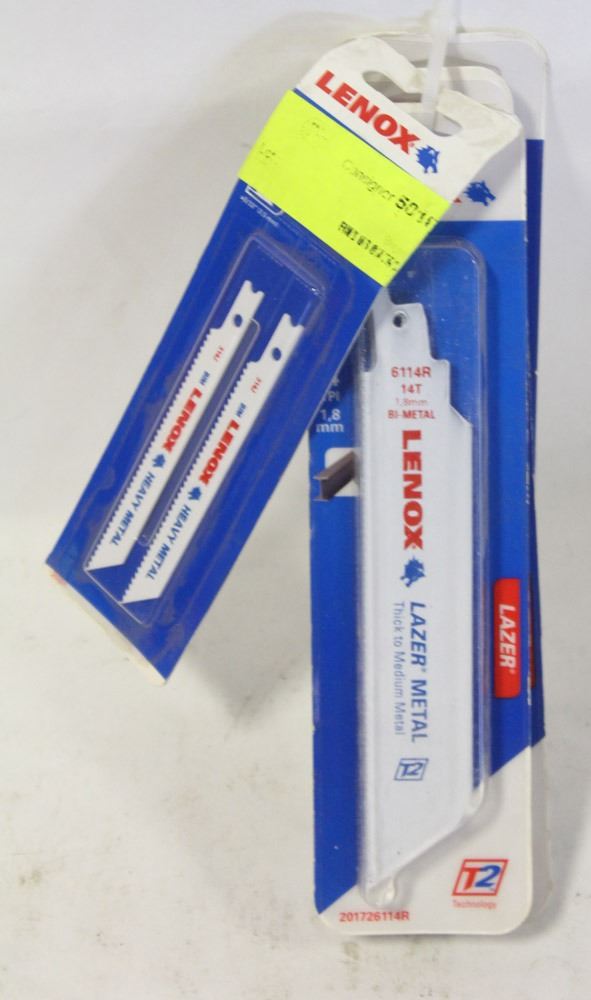 LENOX
Consignor
LENOX
HEAVY METAL
LENOX
HEAVY METAL
TPI
1,8
mm
6114R
14T
1,8mm
BI-METAL
LENOX
LAZER® METAL
Thick to Medium Metal
T2
LAZER®
T2
Technology
201726114R